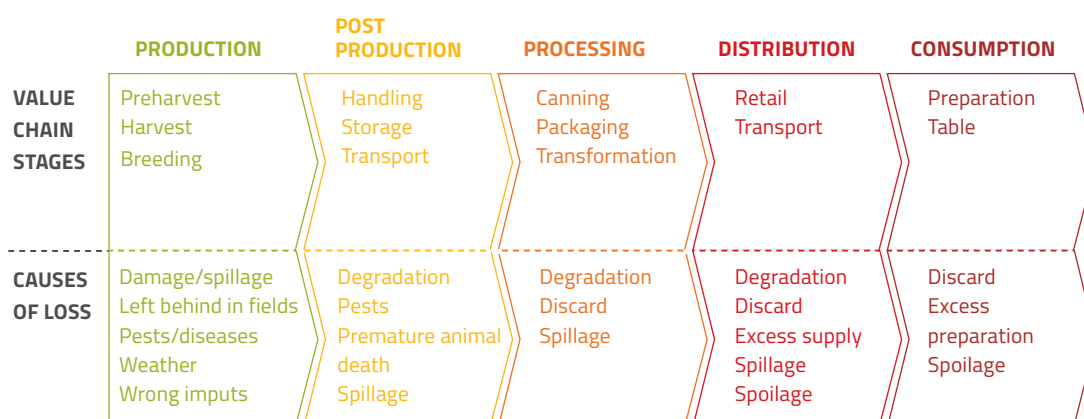 PRODUCTION
POST
PRODUCTION
PROCESSING
DISTRIBUTION
CONSUMPTION
VALUE
CHAIN
STAGES
Preharvest
Harvest
Breeding
Handling
Storage
Transport
Canning
Packaging
Transformation
Retail
Transport
Preparation
Table
CAUSES
OF LOSS
Damage/spillage
Left behind in fields
Pests/diseases
Weather
Wrong imputs
Degradation
Pests
Premature animal
death
Spillage
Degradation
Discard
Spillage
Degradation
Discard
Excess supply
Spillage
Spoilage
Discard
Excess
preparation
Spoilage